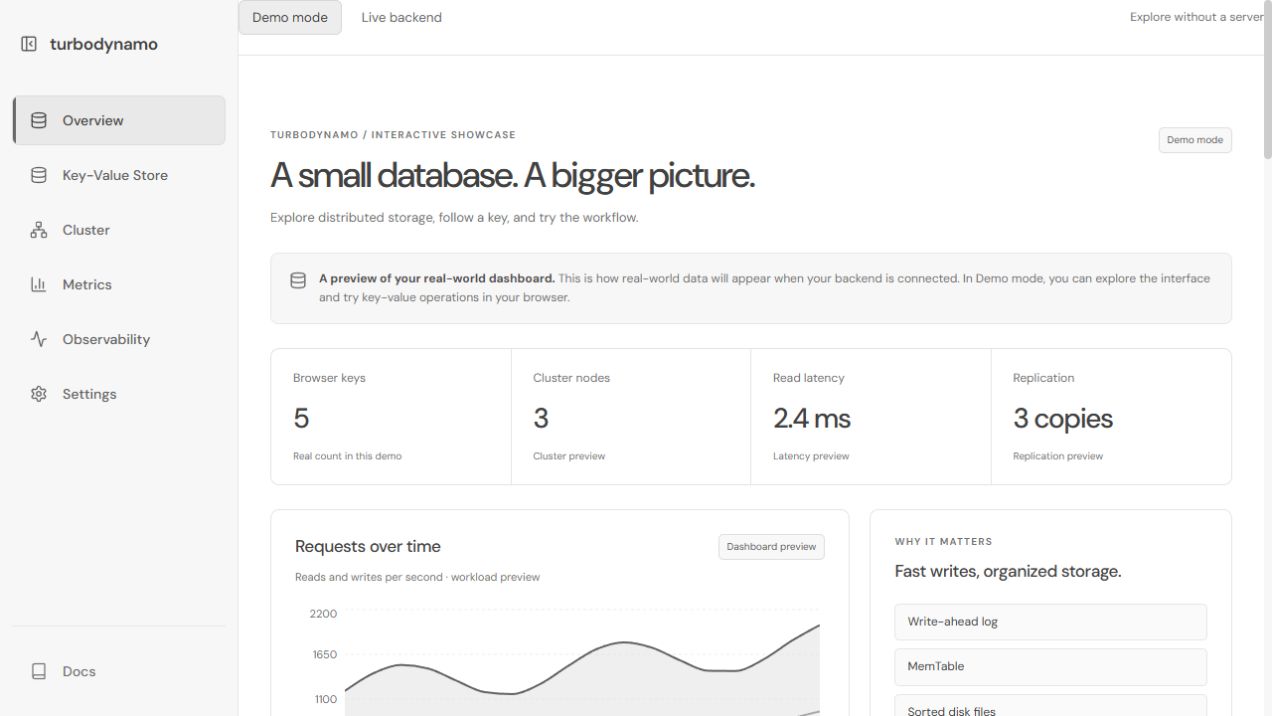 turbodynamo
Overview
Key-Value Store
Cluster
Metrics
Observability
Settings
Docs
Demo mode
Live backend
Explore without a server
TURBODYNAMO / INTERACTIVE SHOWCASE
Demo mode
A small database. A bigger picture.
Explore distributed storage, follow a key, and try the workflow.
A preview of your real-world dashboard. This is how real-world data will appear when your backend is connected. In Demo mode, you can explore the interface
and try key-value operations in your browser.
Browser keys
5
Real count in this demo
Cluster nodes
3
Cluster preview
Read latency
2.4 ms
Latency preview
Replication
3 copies
Replication preview
Requests over time
Dashboard preview
Reads and writes per second · workload preview
2200
1650
1100
WHY IT MATTERS
Fast writes, organized storage.
Write-ahead log
MemTable
Sorted disk files